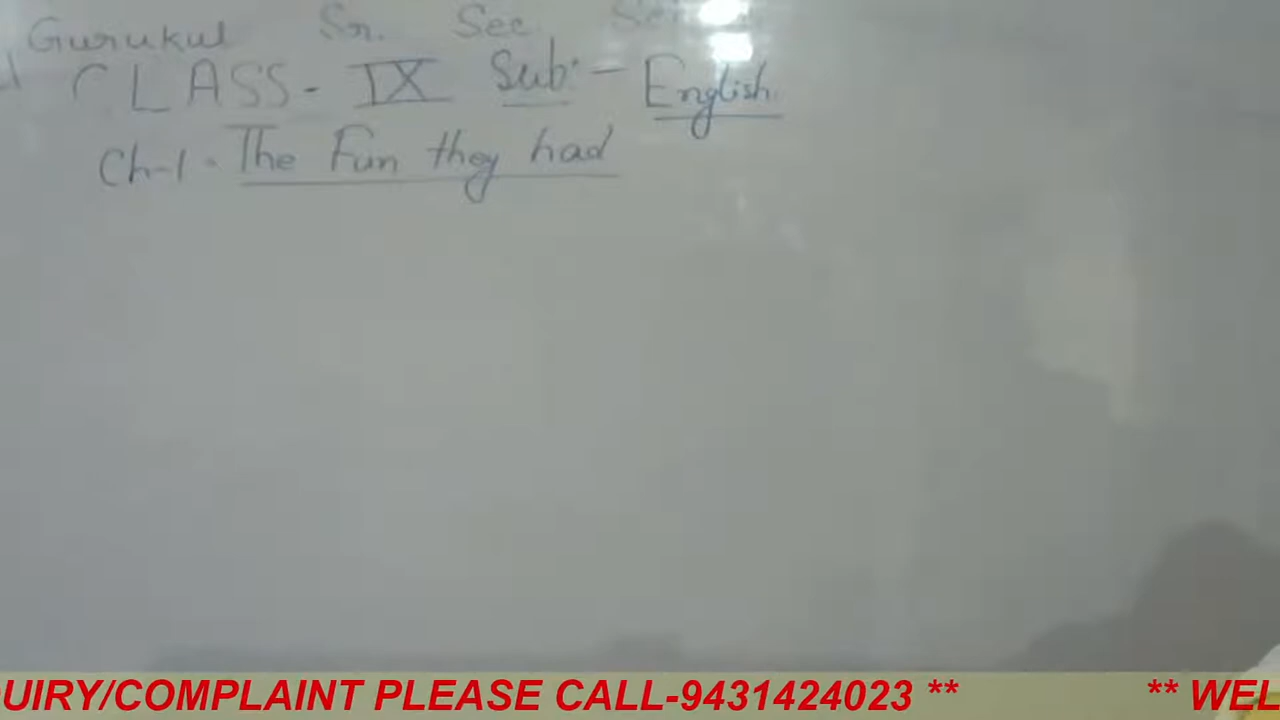 Gurukul Sr. Sec.
CLASS- IX Sub:- English
Ch-1. The Fun they had
UIRY/COMPLAINT PLEASE CALL-9431424023 ** ** WEL